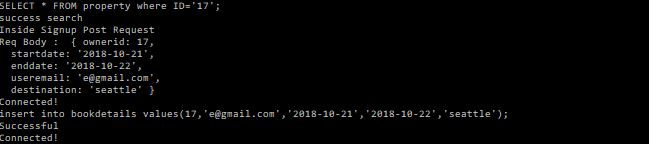 SELECT * FROM property where ID='17';
success search
Inside Signup Post Request
Req Body :  { ownerid: 17,
  startdate: '2018-10-21',
  enddate: '2018-10-22',
  useremail: 'e@gmail.com',
  destination: 'seattle' }
Connected!
insert into bookdetails values(17,'e@gmail.com','2018-10-21','2018-10-22','seattle');
Successful
Connected!